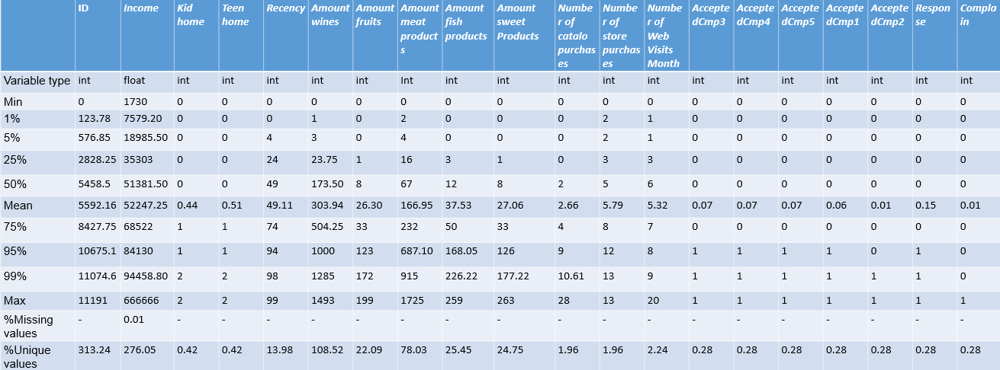 ID Income Kid home Teen home Recency Amount wines Amount fruits Amount meat products Amount fish products Amount sweet Products Number of catalo purchases Number of store purchases Number of Web Visits Month AcceptedCmp3 AcceptedCmp4 AcceptedCmp5 AcceptedCmp1 AcceptedCmp2 Response Complain
Variable type int float int int int int int Int int int int int int int int int int int int int
Min 0 1730 0 0 0 0 0 0 0 0 0 0 0 0 0 0 0 0 0 0
1% 123.78 7579.20 0 0 0 1 0 2 0 0 0 2 1 0 0 0 0 0 0 0
5% 576.85 18985.50 0 0 4 3 0 4 0 0 0 2 1 0 0 0 0 0 0 0
25% 2828.25 35303 0 0 24 23.75 1 16 3 1 0 3 3 0 0 0 0 0 0 0
50% 5458.5 51381.50 0 0 49 173.50 8 67 12 8 2 5 6 0 0 0 0 0 0 0
Mean 5592.16 52247.25 0.44 0.51 49.11 303.94 26.30 166.95 37.53 27.06 2.66 5.79 5.32 0.07 0.07 0.07 0.06 0.01 0.15 0.01
75% 8427.75 68522 1 1 74 504.25 33 232 50 33 4 8 7 0 0 0 0 0 0 0
95% 10675.1 84130 1 1 94 1000 123 687.10 168.05 126 9 12 8 1 1 1 1 0 1 0
99% 11074.6 94458.80 2 2 98 1285 172 915 226.22 177.22 10.61 13 9 1 1 1 1 1 1 0
Max 11191 666666 2 2 99 1493 199 1725 259 263 28 13 20 1 1 1 1 1 1 1
%Missing values - 0.01 - - - - - - - - - - - - - - - - - -
%Unique values 313.24 276.05 0.42 0.42 13.98 108.52 22.09 78.03 25.45 24.75 1.96 1.96 2.24 0.28 0.28 0.28 0.28 0.28 0.28 0.28